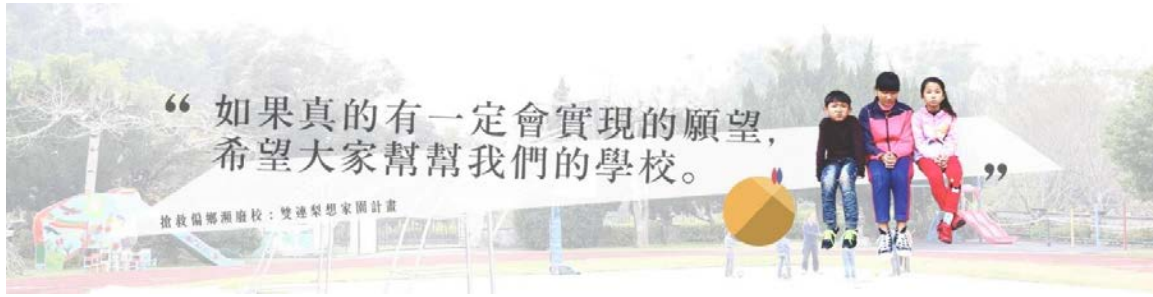 “ 如果真的有一定會實現的願望，
希望大家幫幫我們的學校。 ”
搶救偏鄉瀕廢校：雙連梨想家園計畫